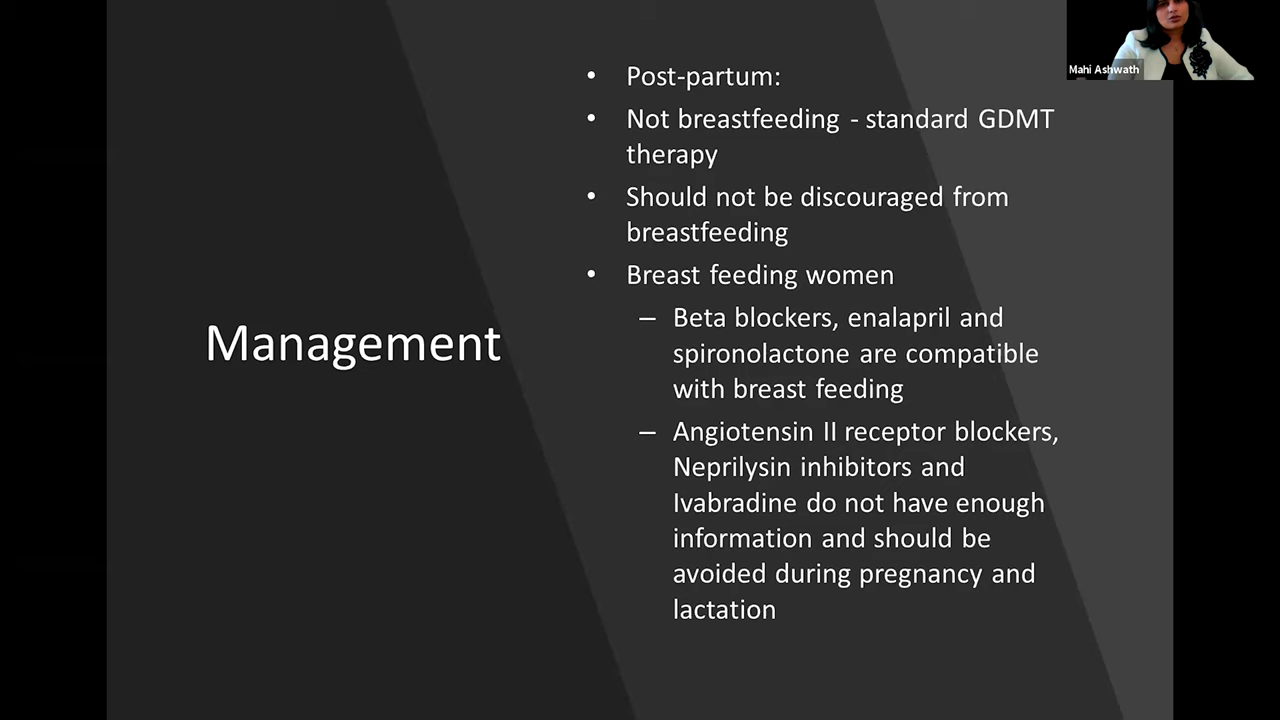 Mahi Ashwath
Management
• Post-partum:
• Not breastfeeding - standard GDMT
therapy
• Should not be discouraged from
breastfeeding
• Breast feeding women
– Beta blockers, enalapril and
spironolactone are compatible
with breast feeding
– Angiotensin II receptor blockers,
Neprilysin inhibitors and
Ivabradine do not have enough
information and should be
avoided during pregnancy and
lactation